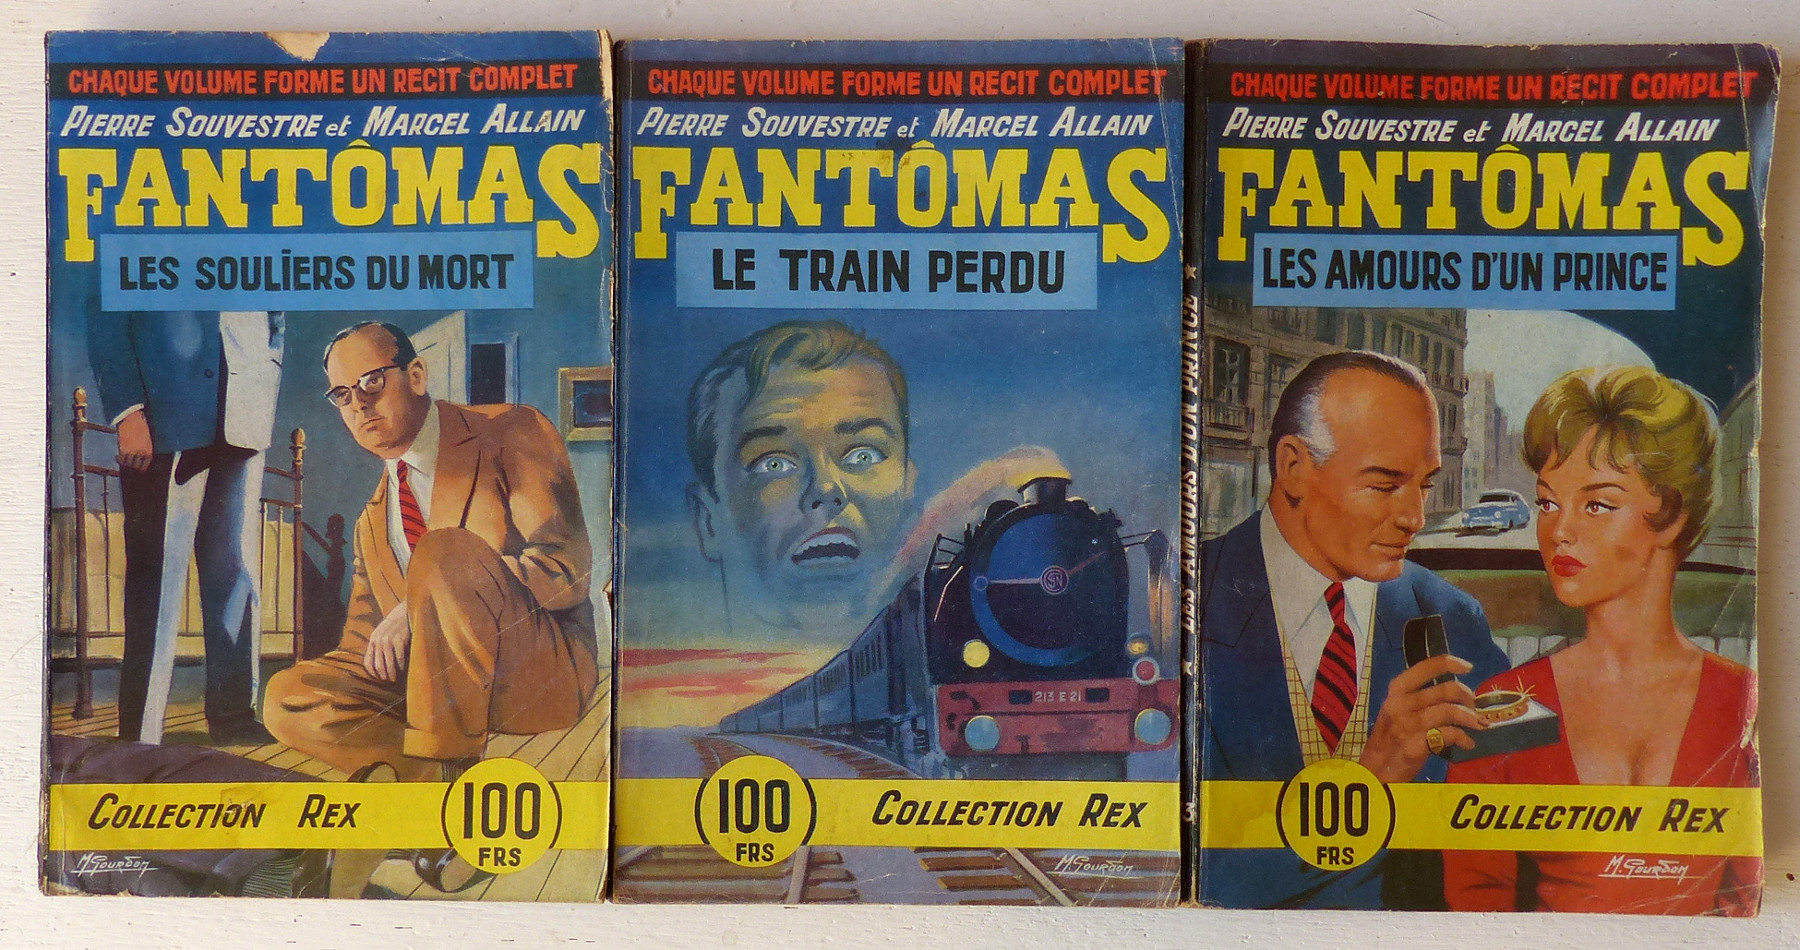 CHAQUE VOLUME FORME UN RECIT COMPLET
PIERRE SOUVESTRE et MARCEL ALLAIN
FANTÔMAS
LES SOULIERS DU MORT
COLLECTION REX
100
FRS
M. GOURDON
CHAQUE VOLUME FORME UN RECIT COMPLET
PIERRE SOUVESTRE et MARCEL ALLAIN
FANTÔMAS
LE TRAIN PERDU
213 E 21
100
FRS
COLLECTION REX
M. GOURDON
LES AMOURS D'UN PRINCE
3
CHAQUE VOLUME FORME UN RECIT COMPLET
PIERRE SOUVESTRE et MARCEL ALLAIN
FANTÔMAS
LES AMOURS D'UN PRINCE
100
FRS
COLLECTION REX
M. GOURDON